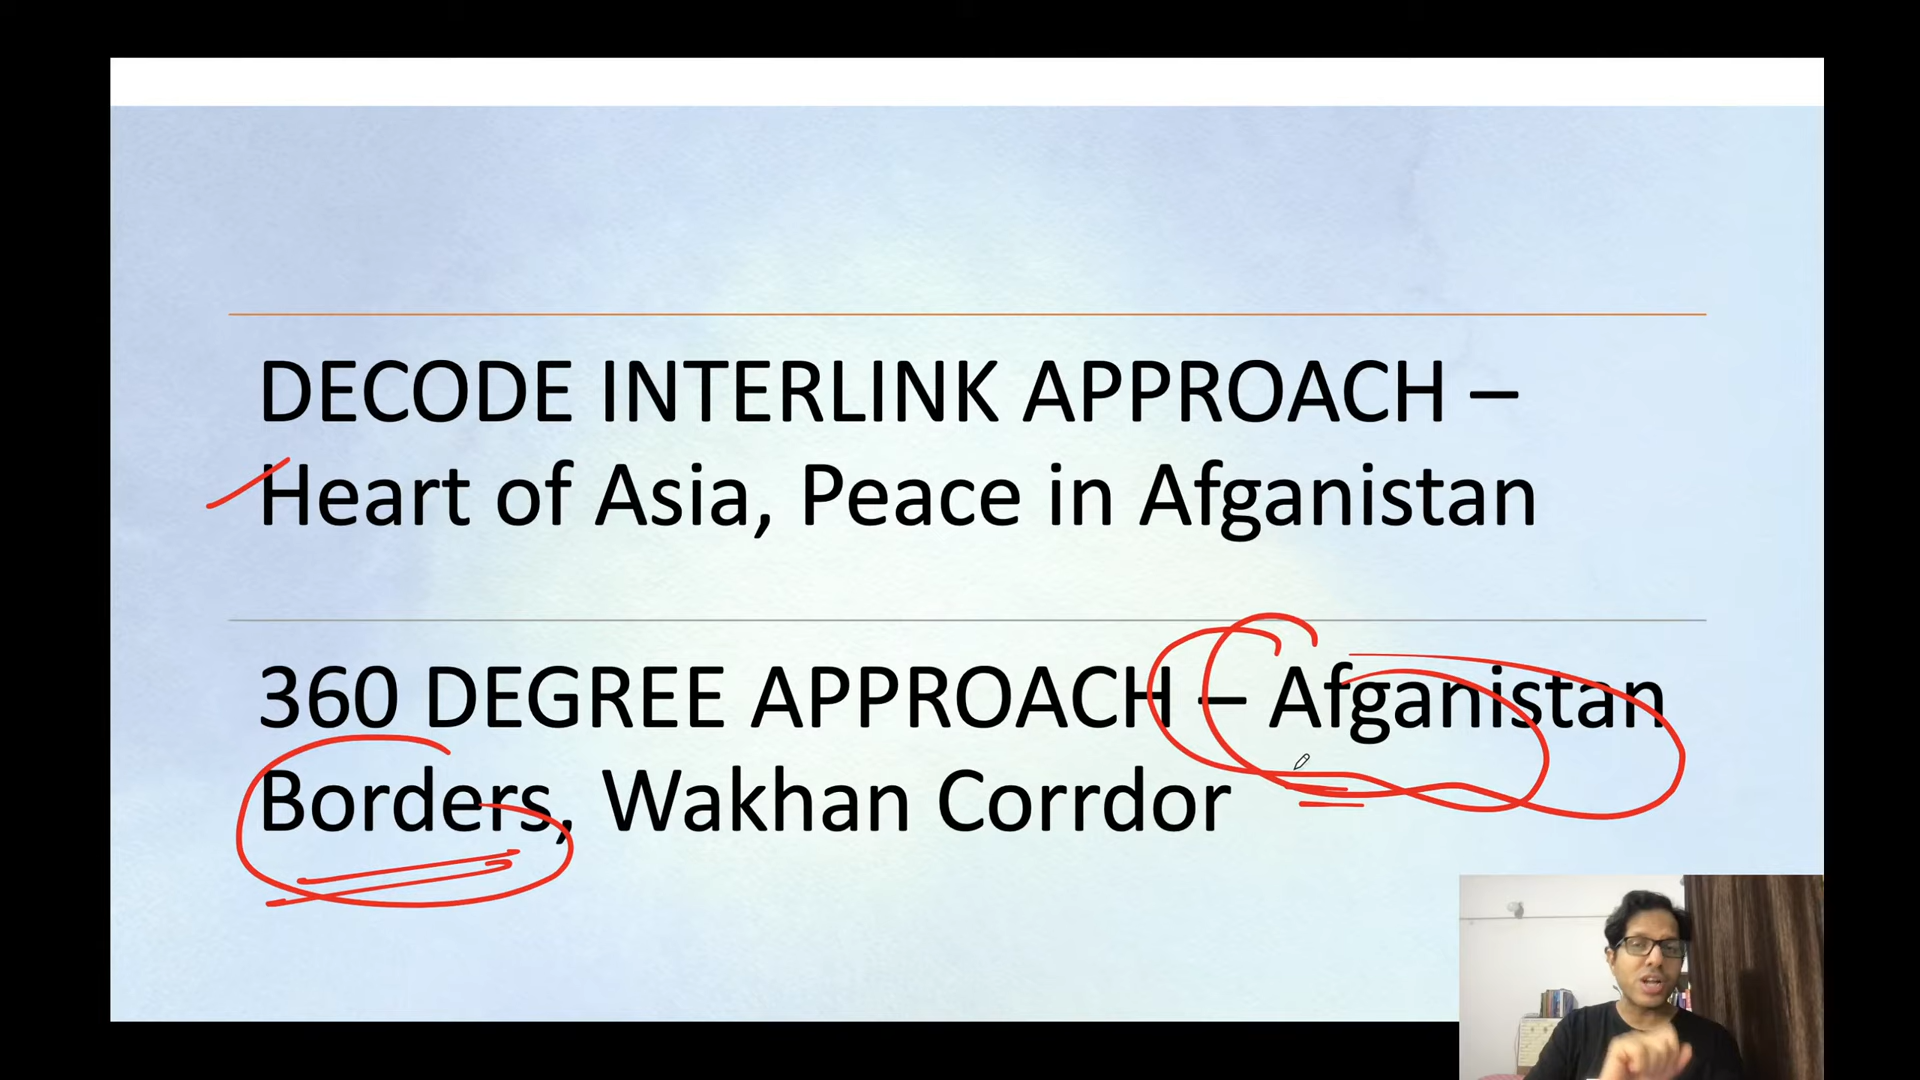 DECODE INTERLINK APPROACH –
Heart of Asia, Peace in Afganistan
360 DEGREE APPROACH – Afganistan
Borders, Wakhan Corrdor